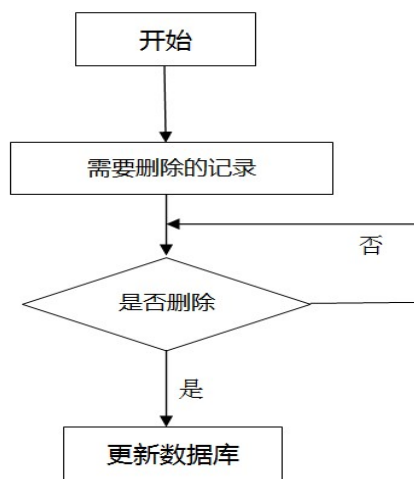 开始
需要删除的记录
否
是否删除
是
更新数据库